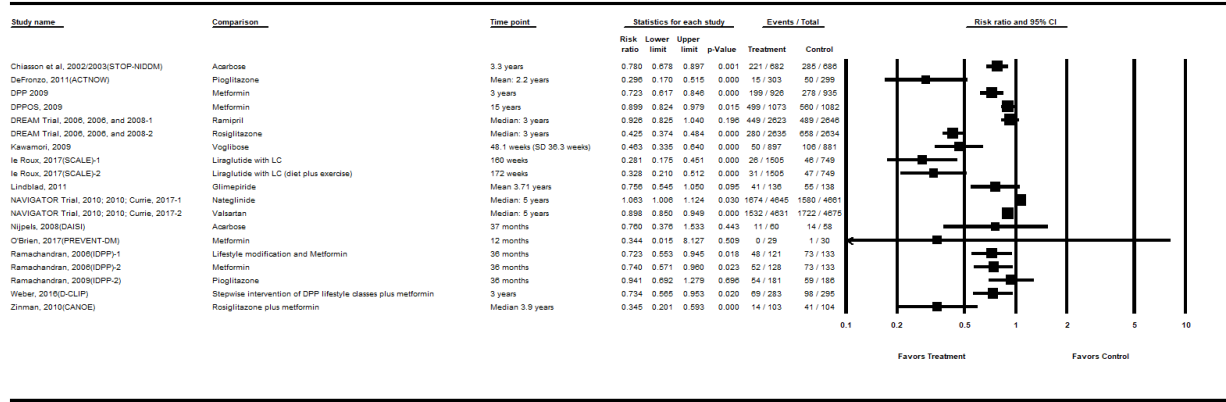 Study name Comparison Time point Statistics for each study Events / Total Risk ratio and 95% CI
Risk ratio Lower limit Upper limit p-Value Treatment Control
Chiasson et al, 2002/2003(STOP-NIDDM) Acarbose 3.3 years 0.780 0.678 0.897 0.001 221 / 682 285 / 686
DeFronzo, 2011(ACTNOW) Pioglitazone Mean: 2.2 years 0.296 0.170 0.515 0.000 15 / 303 50 / 299
DPP 2009 Metformin 3 years 0.723 0.617 0.846 0.000 199 / 926 278 / 935
DPPOS, 2009 Metformin 15 years 0.899 0.824 0.979 0.015 499 / 1073 560 / 1082
DREAM Trial, 2006, 2006, and 2008-1 Ramipril Median: 3 years 0.926 0.825 1.040 0.196 449 / 2623 489 / 2646
DREAM Trial, 2006, 2006, and 2008-2 Rosiglitazone Median: 3 years 0.425 0.374 0.484 0.000 280 / 2635 658 / 2634
Kawamori, 2009 Voglibose 48.1 weeks (SD 36.3 weeks) 0.463 0.335 0.640 0.000 50 / 897 106 / 881
le Roux, 2017(SCALE)-1 Liraglutide with LC 160 weeks 0.281 0.175 0.451 0.000 26 / 1505 46 / 749
le Roux, 2017(SCALE)-2 Liraglutide with LC (diet plus exercise) 172 weeks 0.328 0.210 0.512 0.000 31 / 1505 47 / 749
Lindblad, 2011 Glimepiride Mean 3.71 years 0.756 0.545 1.050 0.095 41 / 136 55 / 138
NAVIGATOR Trial, 2010; 2010; Currie, 2017-1 Nateglinide Median: 5 years 1.063 1.006 1.124 0.030 1674 / 4645 1580 / 4661
NAVIGATOR Trial, 2010; 2010; Currie, 2017-2 Valsartan Median: 5 years 0.898 0.850 0.949 0.000 1532 / 4631 1722 / 4675
Nijpels, 2008(DAISI) Acarbose 37 months 0.760 0.376 1.533 0.443 11 / 60 14 / 58
O'Brien, 2017(PREVENT-DM) Metformin 12 months 0.344 0.015 8.127 0.509 0 / 29 1 / 30
Ramachandran, 2006(IDPP)-1 Lifestyle modification and Metformin 36 months 0.723 0.553 0.945 0.018 48 / 121 73 / 133
Ramachandran, 2006(IDPP)-2 Metformin 36 months 0.740 0.571 0.960 0.023 52 / 128 73 / 133
Ramachandran, 2009(IDPP-2) Pioglitazone 36 months 0.941 0.692 1.279 0.696 54 / 181 59 / 186
Weber, 2016(D-CLIP) Stepwise intervention of DPP lifestyle classes plus metformin 3 years 0.734 0.565 0.953 0.020 69 / 283 98 / 295
Zinman, 2010(CANOE) Rosiglitazone plus metformin Median 3.9 years 0.345 0.201 0.593 0.000 14 / 103 41 / 104
0.1 0.2 0.5 1 2 5 10
Favors Treatment Favors Control